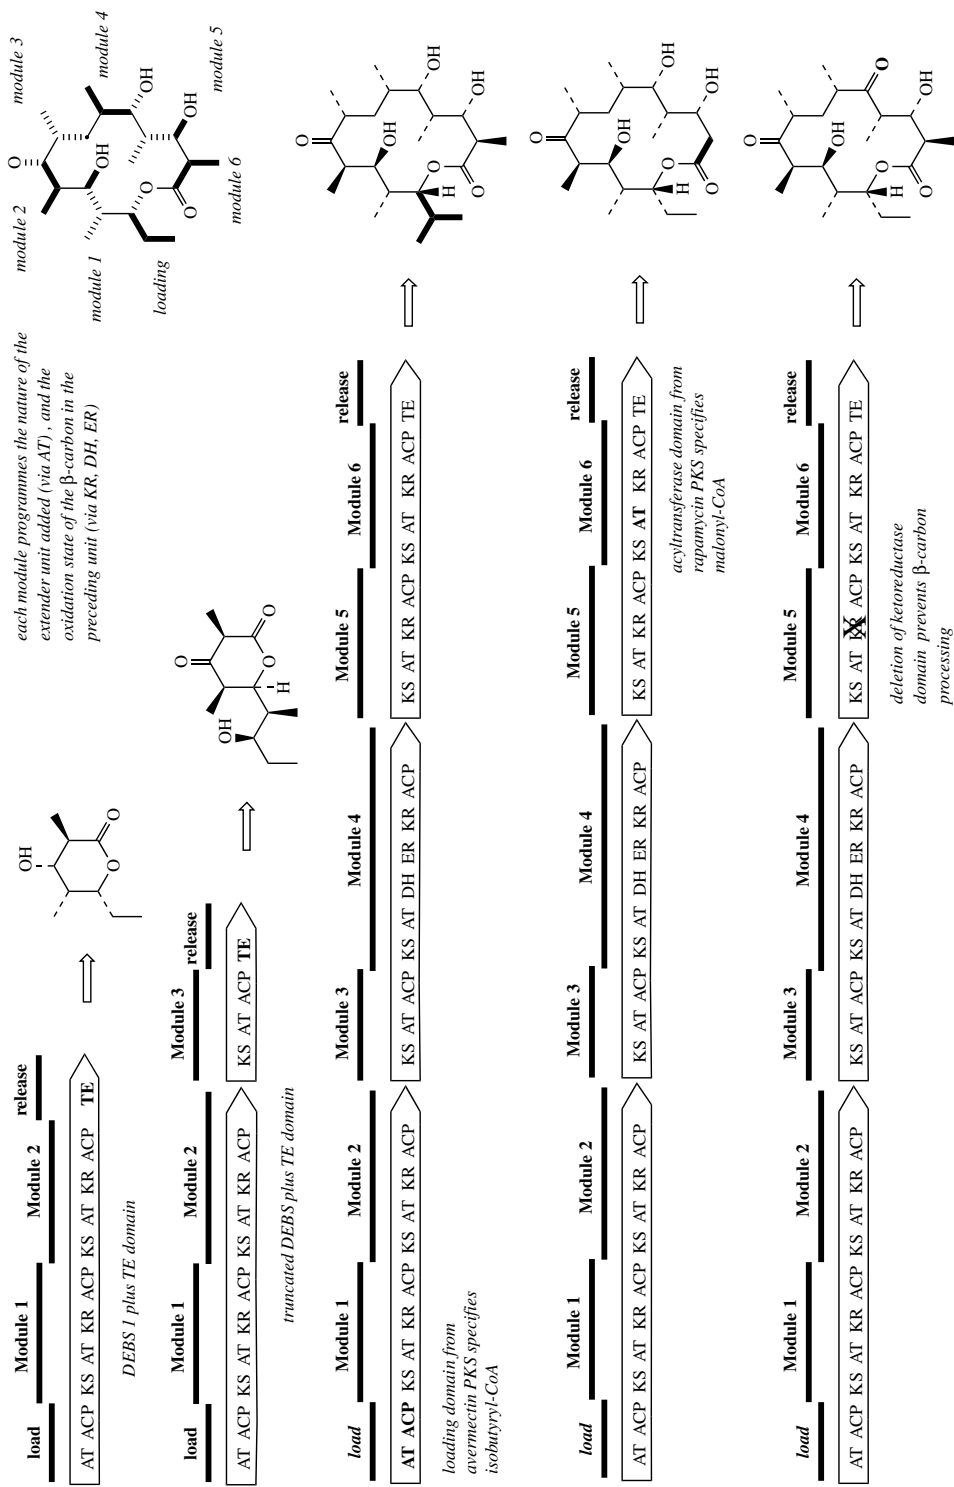 load Module 1 Module 2 release
AT ACP KS AT KR ACP KS AT KR ACP TE
DEBS 1 plus TE domain
OH
O
O
each module programmes the nature of the
extender unit added (via AT) , and the
oxidation state of the β-carbon in the
preceding unit (via KR, DH, ER)
module 2
module 3
O
module 4
OH
module 1
O
OH
OH
loading
O
module 5
module 6
load Module 1 Module 2 Module 3 release
AT ACP KS AT KR ACP KS AT KR ACP
KS AT ACP TE
truncated DEBS plus TE domain
O
OH
O
H
O
load Module 1 Module 2 Module 3 Module 4 Module 5 Module 6 release
AT ACP KS AT KR ACP KS AT KR ACP
KS AT ACP KS AT DH ER KR ACP
KS AT KR ACP KS AT KR ACP TE
loading domain from
avermectin PKS specifies
isobutyryl-CoA
O
OH
OH
O
H
OH
O
load Module 1 Module 2 Module 3 Module 4 Module 5 Module 6 release
AT ACP KS AT KR ACP KS AT KR ACP
KS AT ACP KS AT DH ER KR ACP
KS AT KR ACP KS AT KR ACP TE
acyltransferase domain from
rapamycin PKS specifies
malonyl-CoA
O
OH
OH
O
H
OH
O
load Module 1 Module 2 Module 3 Module 4 Module 5 Module 6 release
AT ACP KS AT KR ACP KS AT KR ACP
KS AT ACP KS AT DH ER KR ACP
KS AT KR ACP KS AT KR ACP TE
X
deletion of ketoreductase
domain prevents β-carbon
processing
O
OH
O
O
H
OH
O